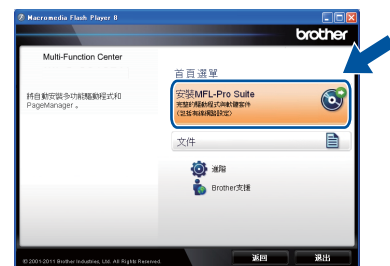 Macromedia Flash Player 8
brother
Multi-Function Center
將自動安裝多功能驅動程式和
PageManager。
首頁選單
安裝MFL-Pro Suite
完整的驅動程式與軟體套件
(包括有線網路設定)
文件
進階
Brother支援
© 2001-2011 Brother Industries, Ltd. All Rights Reserved.
返回
退出